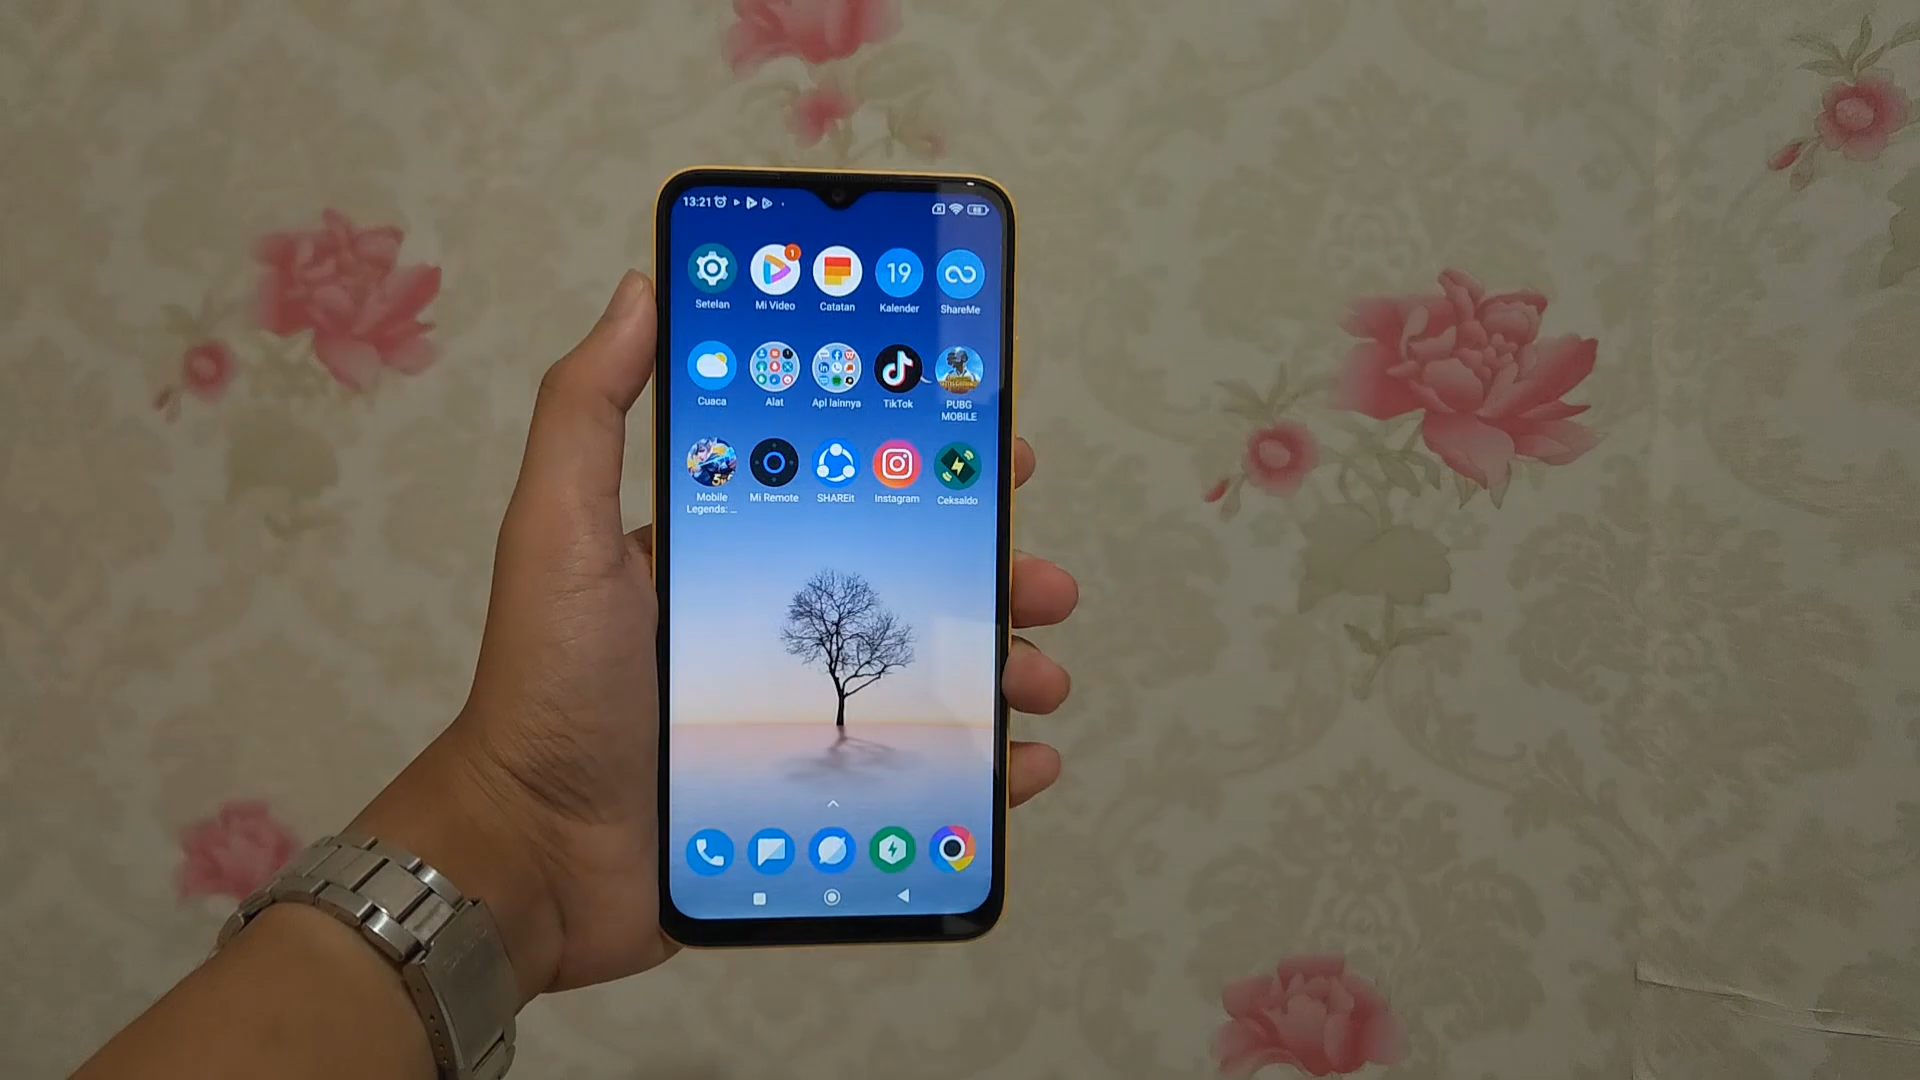 13:21
Setelan
Mi Video
1
Catatan
19
Kalender
ShareMe
Cuaca
Alat
Apl lainnya
TikTok
PUBG
MOBILE
Mobile
Legends: ...
Mi Remote
SHAREit
Instagram
Ceksaldo